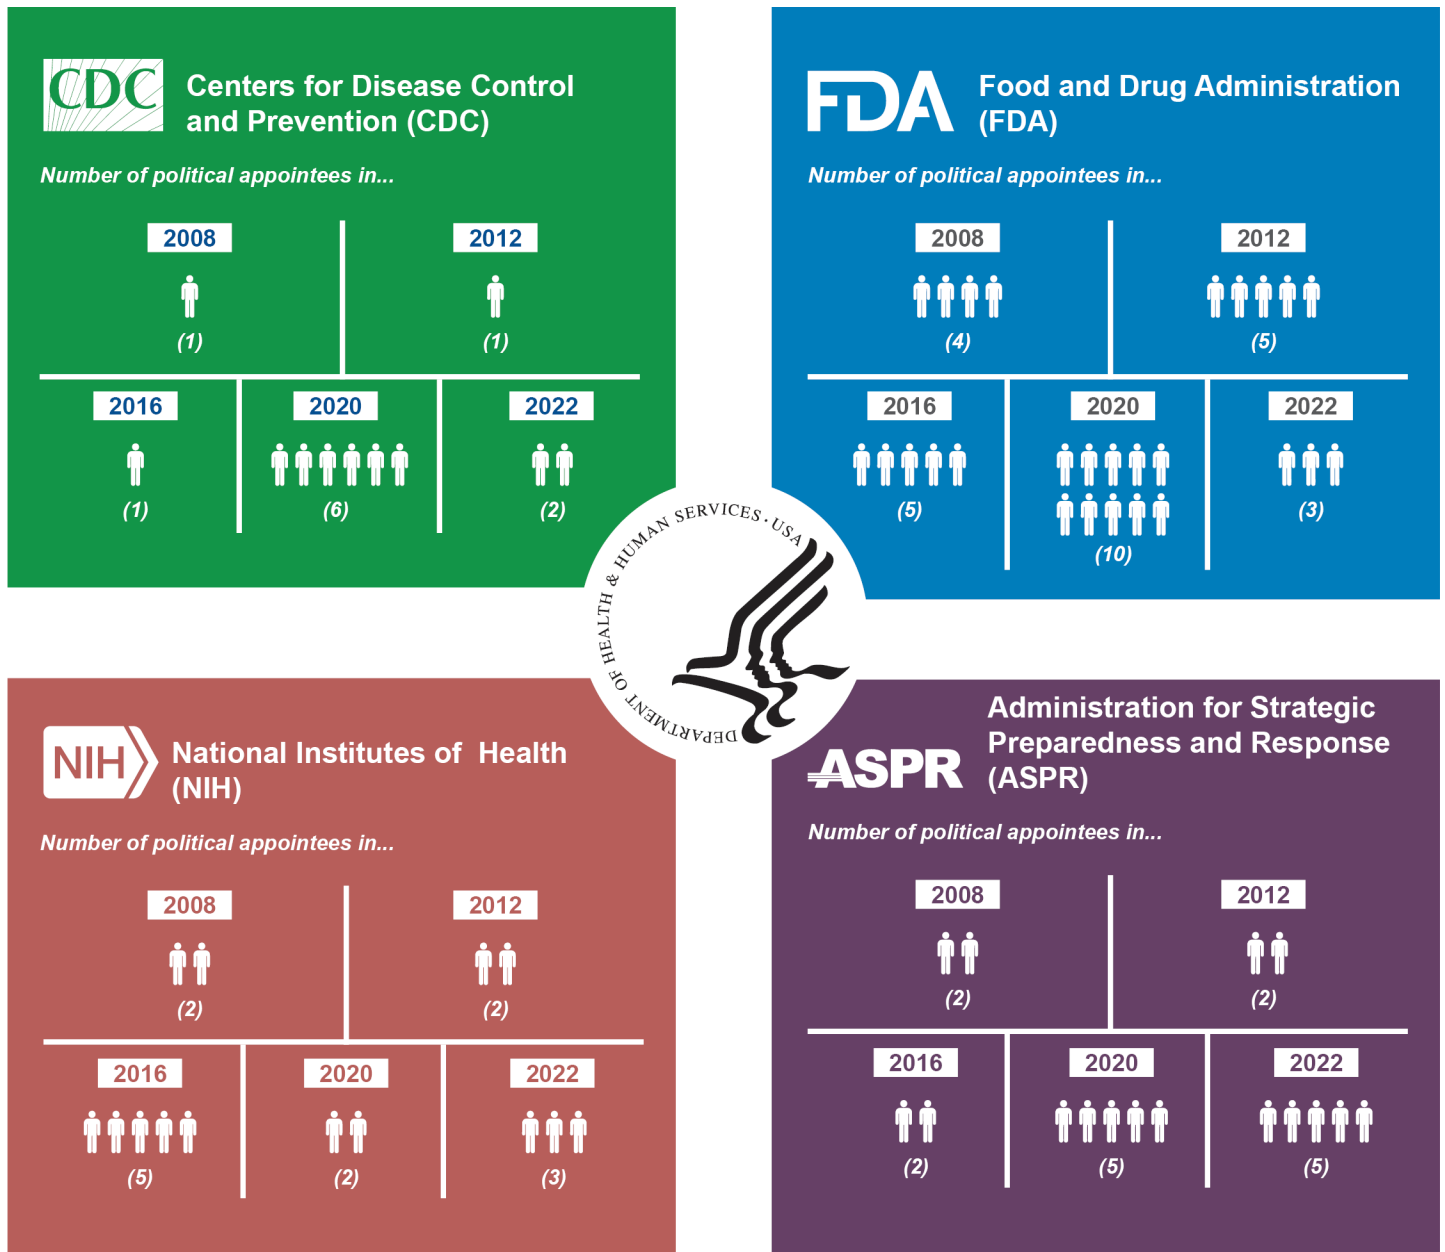 CDC
Centers for Disease Control
and Prevention (CDC)
Number of political appointees in...
2008
2012
(1)
(1)
2016
2020
2022
(1)
(6)
(2)
FDA
Food and Drug Administration
(FDA)
Number of political appointees in...
2008
2012
(4)
(5)
2016
2020
2022
(5)
(10)
(3)
DEPARTMENT OF HEALTH & HUMAN SERVICES · USA
NIH
National Institutes of Health
(NIH)
Number of political appointees in...
2008
2012
(2)
(2)
2016
2020
2022
(5)
(2)
(3)
ASPR
Administration for Strategic
Preparedness and Response
(ASPR)
Number of political appointees in...
2008
2012
(2)
(2)
2016
2020
2022
(2)
(5)
(5)